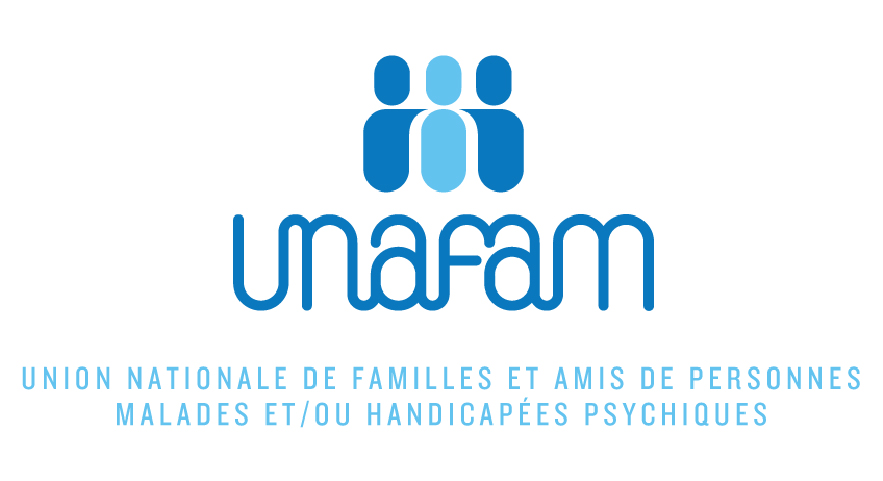 unafam
UNION NATIONALE DE FAMILLES ET AMIS DE PERSONNES
MALADES ET/OU HANDICAPÉES PSYCHIQUES